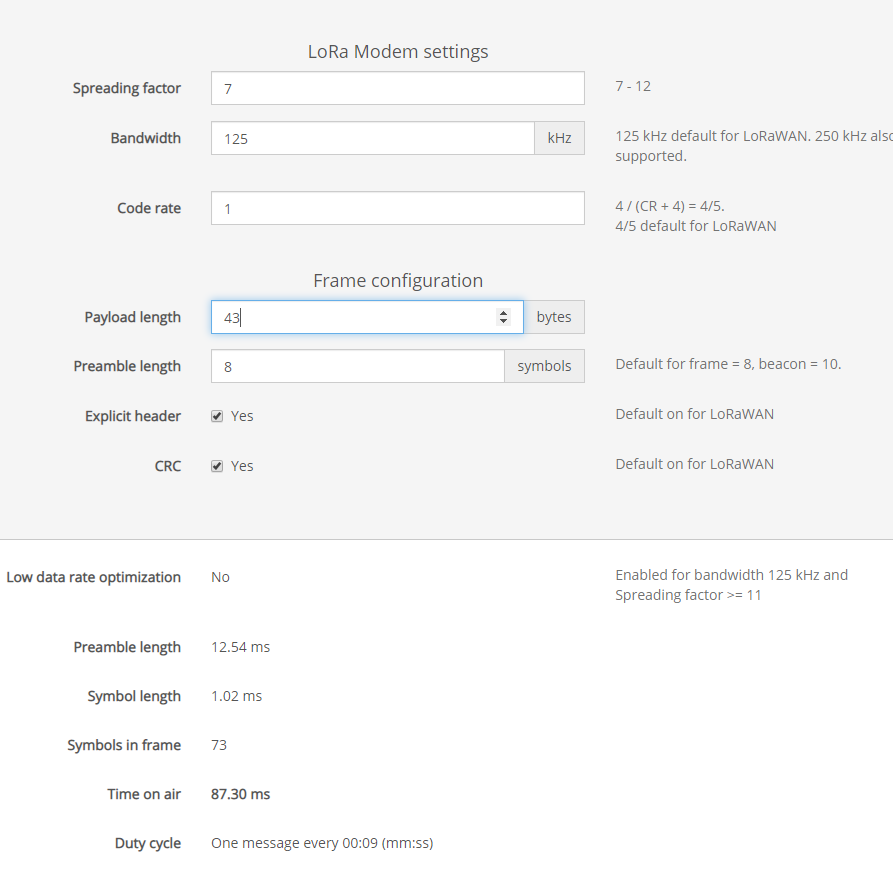 LoRa Modem settings
Spreading factor 7 7 - 12
Bandwidth 125 kHz 125 kHz default for LoRaWAN. 250 kHz also
supported.
Code rate 1 4 / (CR + 4) = 4/5.
4/5 default for LoRaWAN
Frame configuration
Payload length 43 bytes
Preamble length 8 symbols Default for frame = 8, beacon = 10.
Explicit header Yes Default on for LoRaWAN
CRC Yes Default on for LoRaWAN
Low data rate optimization No Enabled for bandwidth 125 kHz and
Spreading factor >= 11
Preamble length 12.54 ms
Symbol length 1.02 ms
Symbols in frame 73
Time on air 87.30 ms
Duty cycle One message every 00:09 (mm:ss)